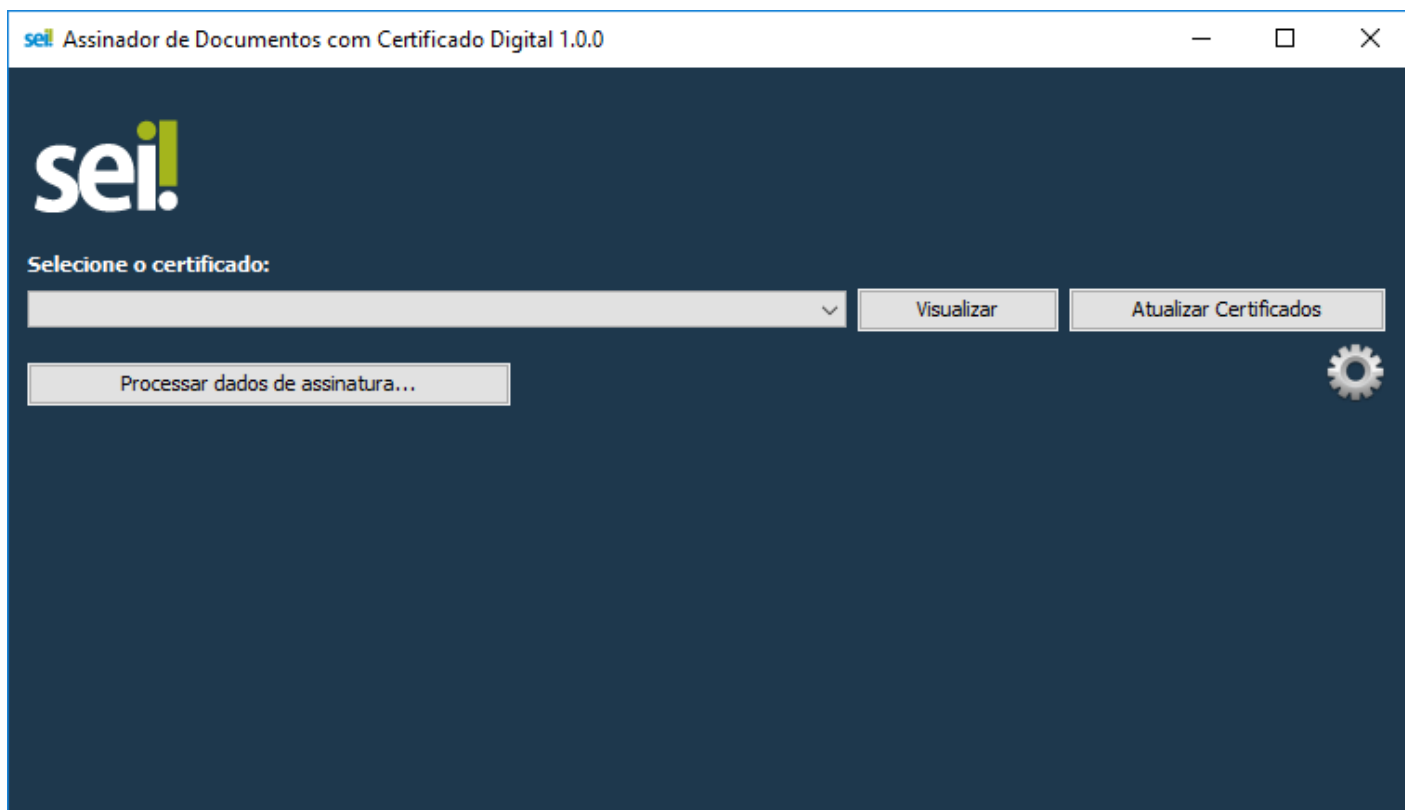 sei! Assinador de Documentos com Certificado Digital 1.0.0
sei!
Selecione o certificado:
Visualizar
Atualizar Certificados
Processar dados de assinatura...